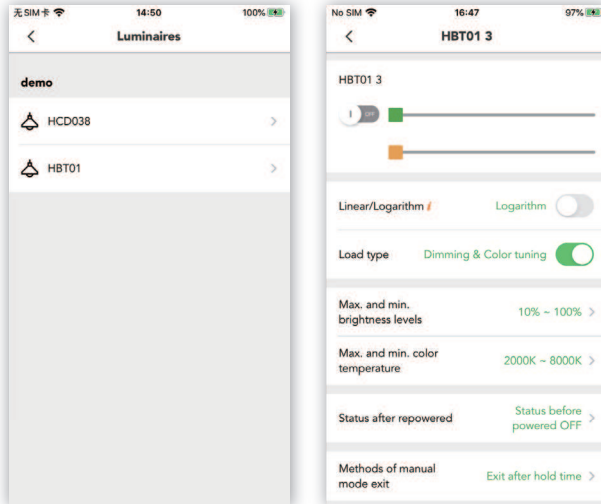 无SIM卡 14:50 100%
Luminaires
demo
HCD038
HBT01
No SIM 16:47 97%
HBT01 3
HBT01 3
I OFF
Linear/Logarithm i Logarithm
Load type Dimming & Color tuning
Max. and min.
brightness levels
10% ~ 100%
Max. and min. color
temperature
2000K ~ 8000K
Status after repowered
Status before
powered OFF
Methods of manual
mode exit
Exit after hold time